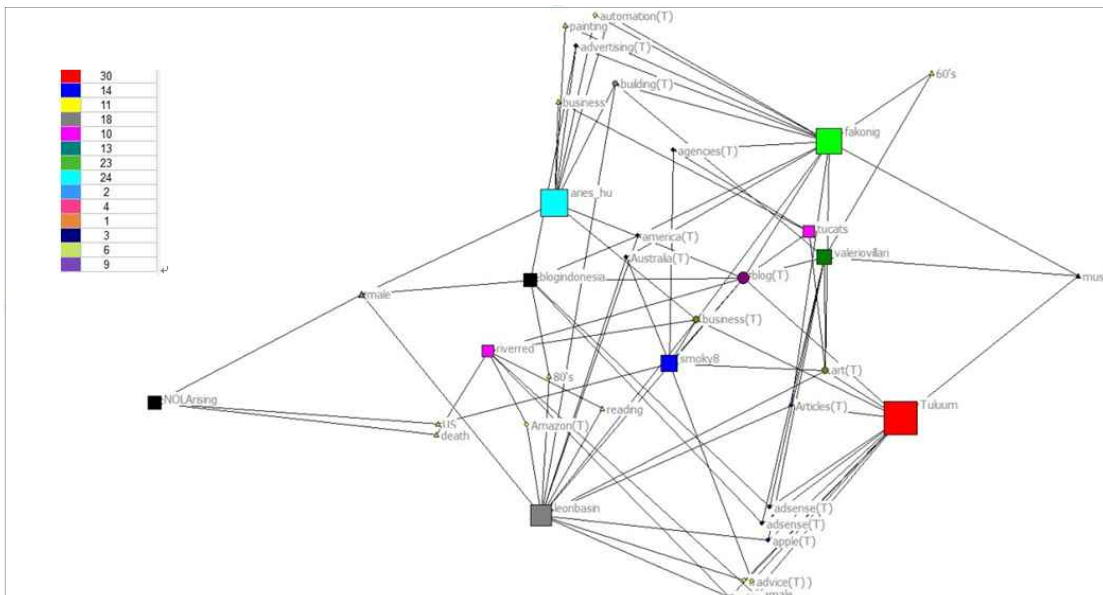 automation(T)
painting
advertising(T)
building(T)
60's
30
14
11
18
10
13
23
24
2
4
1
3
6
9
business
fakonig
agencies(T)
aries_hu
america(T)
tucats
Australia(T)
valeriovillari
blogindonesia
blog(T)
mus
male
business(T)
riverred
smoky8
80's
art(T)
NOLArising
reading
Articles(T)
Tuluum
US
Amazon(T)
death
leonbasin
adsense(T)
adsense(T)
apple(T)
advice(T)